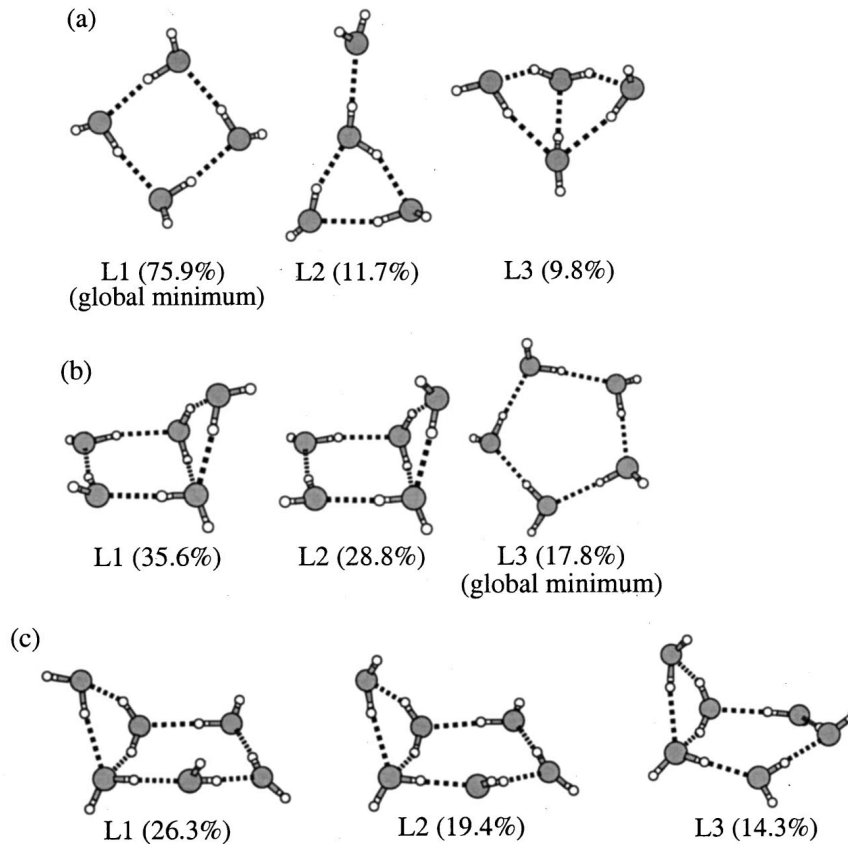 (a)
L1 (75.9%)
(global minimum)
L2 (11.7%)
L3 (9.8%)
(b)
L1 (35.6%)
L2 (28.8%)
L3 (17.8%)
(global minimum)
(c)
L1 (26.3%)
L2 (19.4%)
L3 (14.3%)